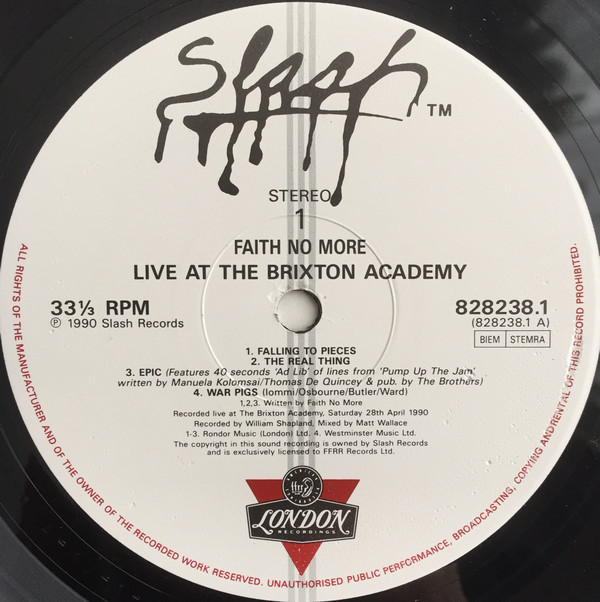 Slash TM
STEREO
1
FAITH NO MORE
LIVE AT THE BRIXTON ACADEMY
33⅓ RPM
℗ 1990 Slash Records
828238.1
(828238.1 A)
BIEM STEMRA
1. FALLING TO PIECES
2. THE REAL THING
3. EPIC (Features 40 seconds 'Ad Lib' of lines from 'Pump Up The Jam'
written by Manuela Kolomsai/Thomas De Quincey & pub. by The Brothers)
4. WAR PIGS (Iommi/Osbourne/Butler/Ward)
1,2,3. Written by Faith No More
Recorded live at The Brixton Academy, Saturday 28th April 1990
Recorded by William Shapland, Mixed by Matt Wallace
1-3. Rondor Music (London) Ltd. 4. Westminster Music Ltd.
The copyright in this sound recording is owned by Slash Records
and is exclusively licensed to FFRR Records Ltd.
ffrr
LONDON
RECORDINGS
ALL RIGHTS OF THE MANUFACTURER AND OF THE OWNER OF THE RECORDED WORK RESERVED. UNAUTHORISED PUBLIC PERFORMANCE, BROADCASTING, COPYING AND RENTAL OF THIS RECORD PROHIBITED.